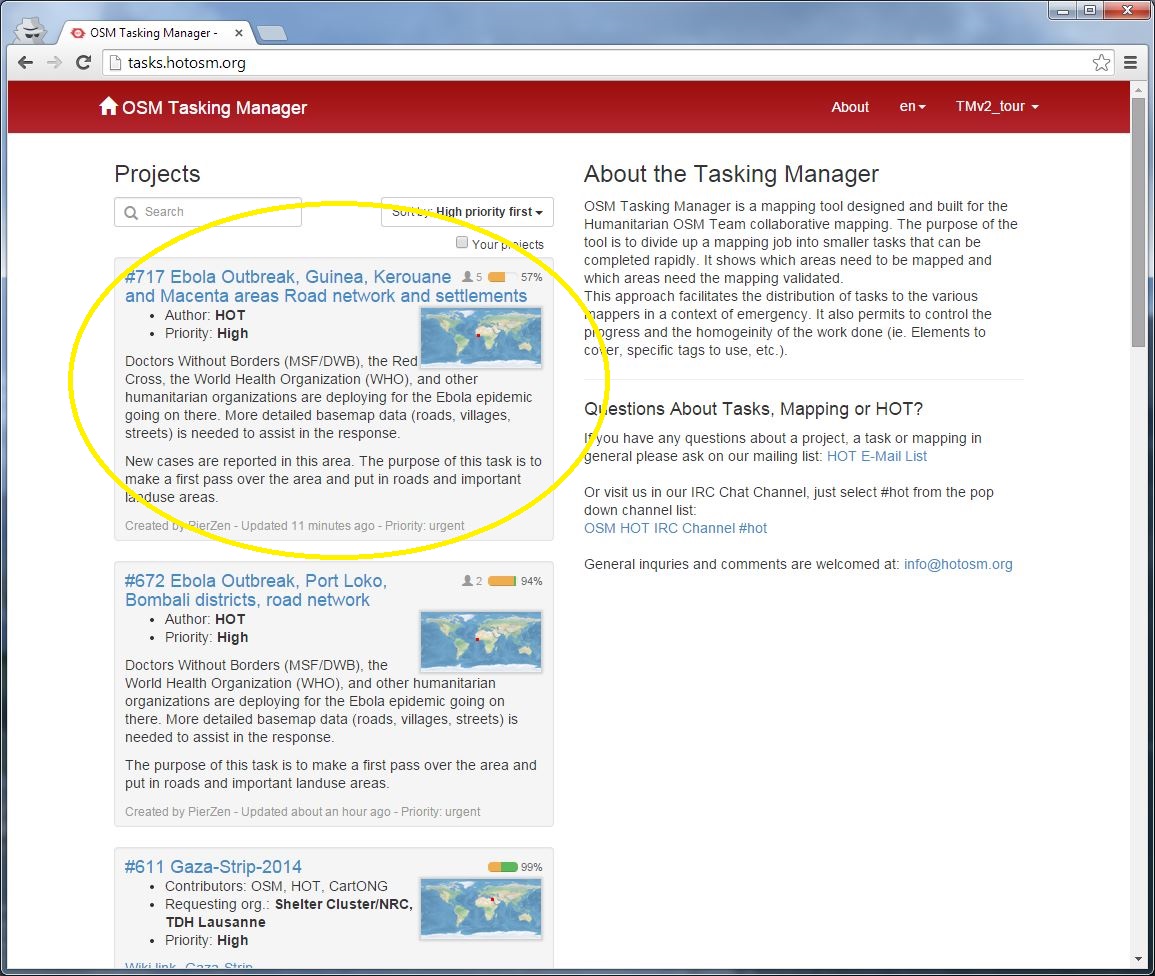 OSM Tasking Manager -
tasks.hotosm.org
OSM Tasking Manager
About
en
TMv2_tour
Projects
Search
Sort by: High priority first
Your projects
#717 Ebola Outbreak, Guinea, Kerouane
and Macenta areas Road network and settlements
5
57%
Author: HOT
Priority: High
Doctors Without Borders (MSF/DWB), the Red
Cross, the World Health Organization (WHO), and other
humanitarian organizations are deploying for the Ebola epidemic
going on there. More detailed basemap data (roads, villages,
streets) is needed to assist in the response.
New cases are reported in this area. The purpose of this task is to
make a first pass over the area and put in roads and important
landuse areas.
Created by PierZen - Updated 11 minutes ago - Priority: urgent
#672 Ebola Outbreak, Port Loko,
Bombali districts, road network
2
94%
Author: HOT
Priority: High
Doctors Without Borders (MSF/DWB), the
World Health Organization (WHO), and other humanitarian
organizations are deploying for the Ebola epidemic going on
there. More detailed basemap data (roads, villages, streets) is
needed to assist in the response.
The purpose of this task is to make a first pass over the area and
put in roads and important landuse areas.
Created by PierZen - Updated about an hour ago - Priority: urgent
#611 Gaza-Strip-2014
99%
Contributors: OSM, HOT, CartONG
Requesting org.: Shelter Cluster/NRC,
TDH Lausanne
Priority: High
Wiki link Gaza-Strip
About the Tasking Manager
OSM Tasking Manager is a mapping tool designed and built for the
Humanitarian OSM Team collaborative mapping. The purpose of the
tool is to divide up a mapping job into smaller tasks that can be
completed rapidly. It shows which areas need to be mapped and
which areas need the mapping validated.
This approach facilitates the distribution of tasks to the various
mappers in a context of emergency. It also permits to control the
progress and the homogeinity of the work done (ie. Elements to
cover, specific tags to use, etc.).
Questions About Tasks, Mapping or HOT?
If you have any questions about a project, a task or mapping in
general please ask on our mailing list: HOT E-Mail List
Or visit us in our IRC Chat Channel, just select #hot from the pop
down channel list:
OSM HOT IRC Channel #hot
General inquries and comments are welcomed at: info@hotosm.org